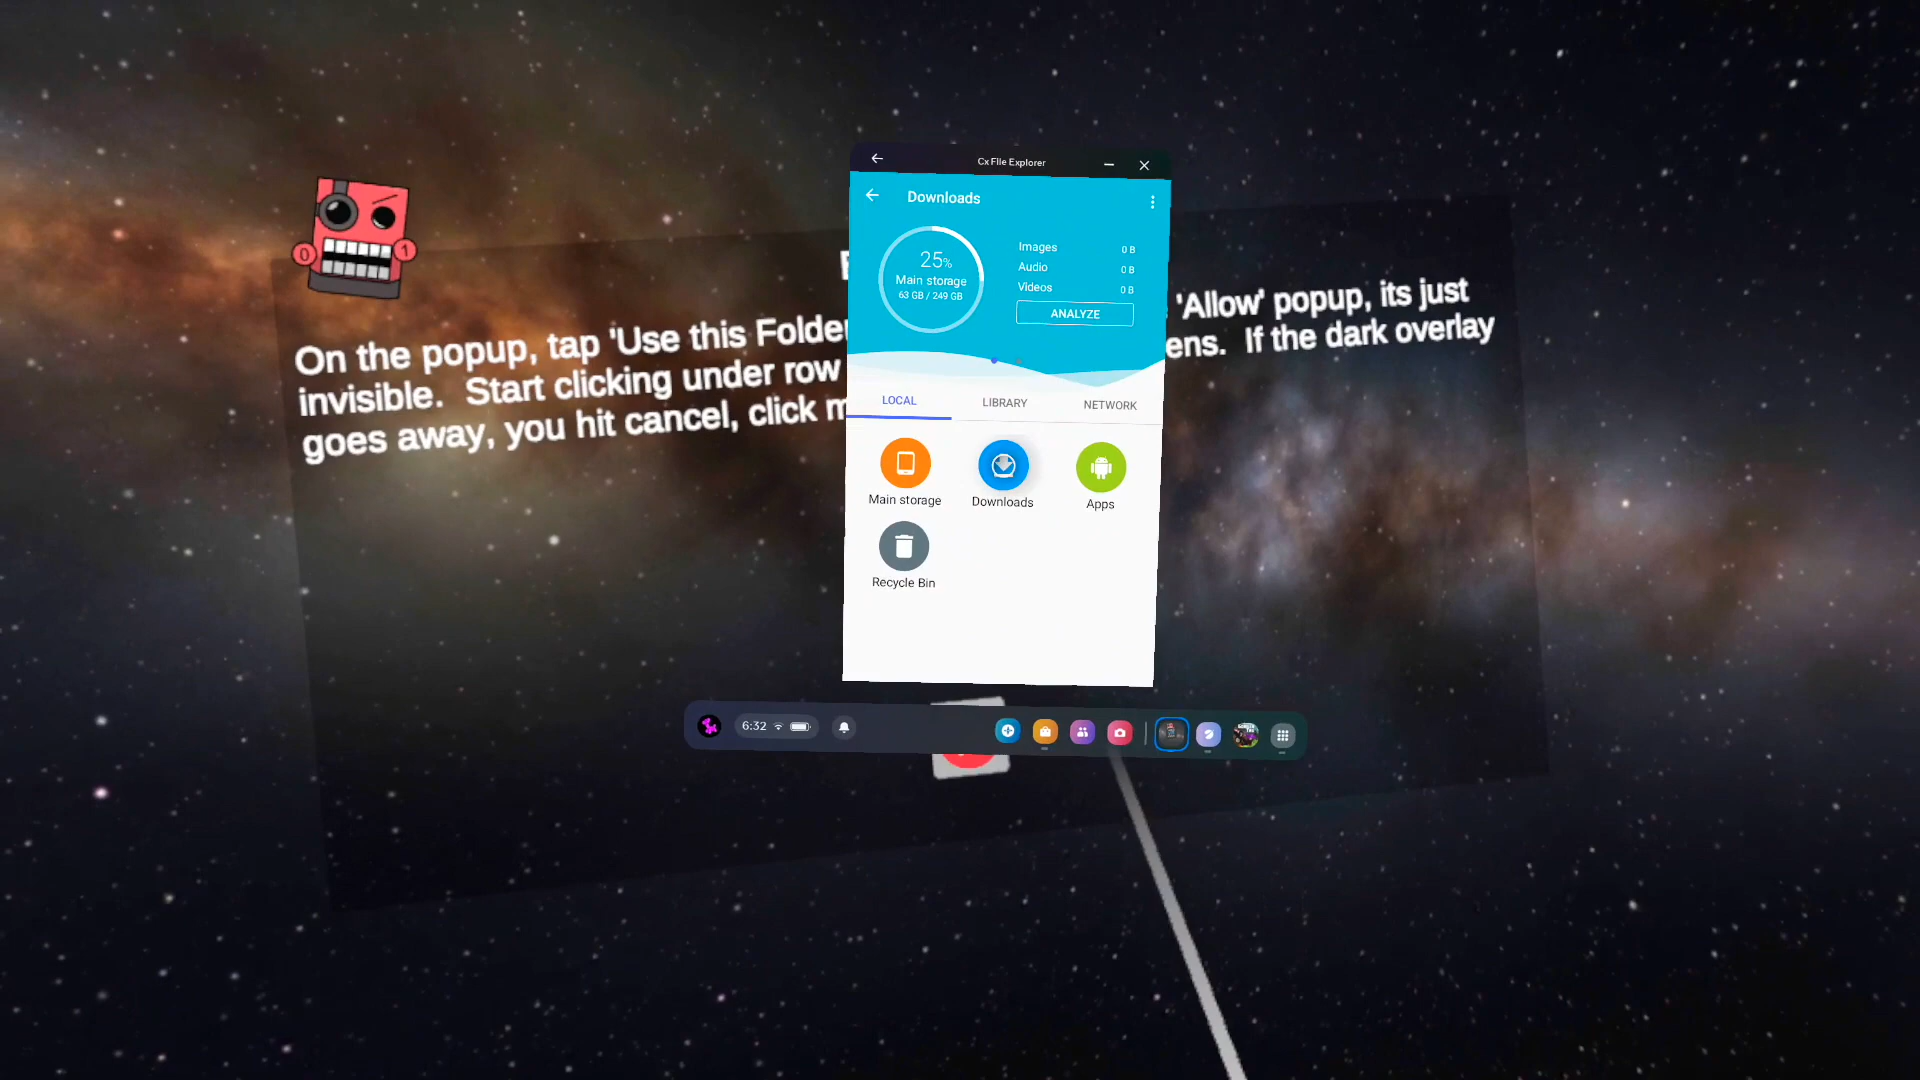 Cx File Explorer
Downloads
25%
Main storage
63 GB / 249 GB
Images 0 B
Audio 0 B
Videos 0 B
ANALYZE
0 1
On the popup, tap 'Use this
'Allow' popup, its just
invisible. Start clicking under row
If the dark overlay
goes away, you hit cancel, click
LOCAL LIBRARY NETWORK
Main storage Downloads Apps
Recycle Bin
6:32